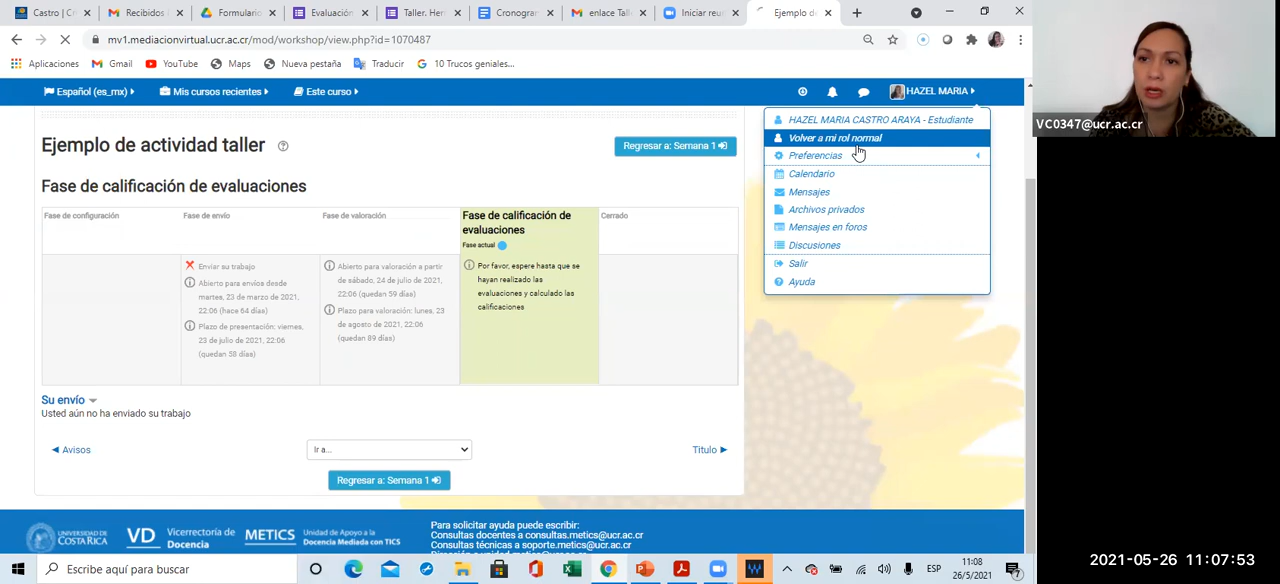 Castro | C
Recibidos
Formulario
Evaluación
Taller. Her
Cronogram
enlace Tall
Iniciar reu
Ejemplo de
mv1.mediacionvirtual.ucr.ac.cr/mod/workshop/view.php?id=1070487
Aplicaciones
Gmail
YouTube
Maps
Nueva pestaña
Traducir
10 Trucos geniales...
Español (es_mx)
Mis cursos recientes
Este curso
HAZEL MARIA
HAZEL MARIA CASTRO ARAYA - Estudiante
Volver a mi rol normal
Preferencias
Calendario
Mensajes
Archivos privados
Mensajes en foros
Discusiones
Salir
Ayuda
VC0347@ucr.ac.cr
Ejemplo de actividad taller
Regresar a: Semana 1
Fase de calificación de evaluaciones
Fase de configuración
Fase de envío
Enviar su trabajo
Abierto para envíos desde
martes, 23 de marzo de 2021,
22:06 (hace 64 días)
Plazo de presentación: viernes,
23 de julio de 2021, 22:06
(quedan 58 días)
Fase de valoración
Abierto para valoración a partir
de sábado, 24 de julio de 2021,
22:06 (quedan 59 días)
Plazo para valoración: lunes, 23
de agosto de 2021, 22:06
(quedan 89 días)
Fase de calificación de
evaluaciones
Fase actual
Por favor, espere hasta que se
hayan realizado las
evaluaciones y calculado las
calificaciones
Cerrado
Su envío
Usted aún no ha enviado su trabajo
◄ Avisos
Ir a...
Título ►
Regresar a: Semana 1
UNIVERSIDAD DE
COSTA RICA
VD
Vicerrectoría de
Docencia
METICS
Unidad de Apoyo a la
Docencia Mediada con TICS
Para solicitar ayuda puede escribir:
Consultas docentes a consultas.metics@ucr.ac.cr
Consultas técnicas a soporte.metics@ucr.ac.cr
Escribe aquí para buscar
ESP
11:08
26/5/2021
2021-05-26 11:07:53